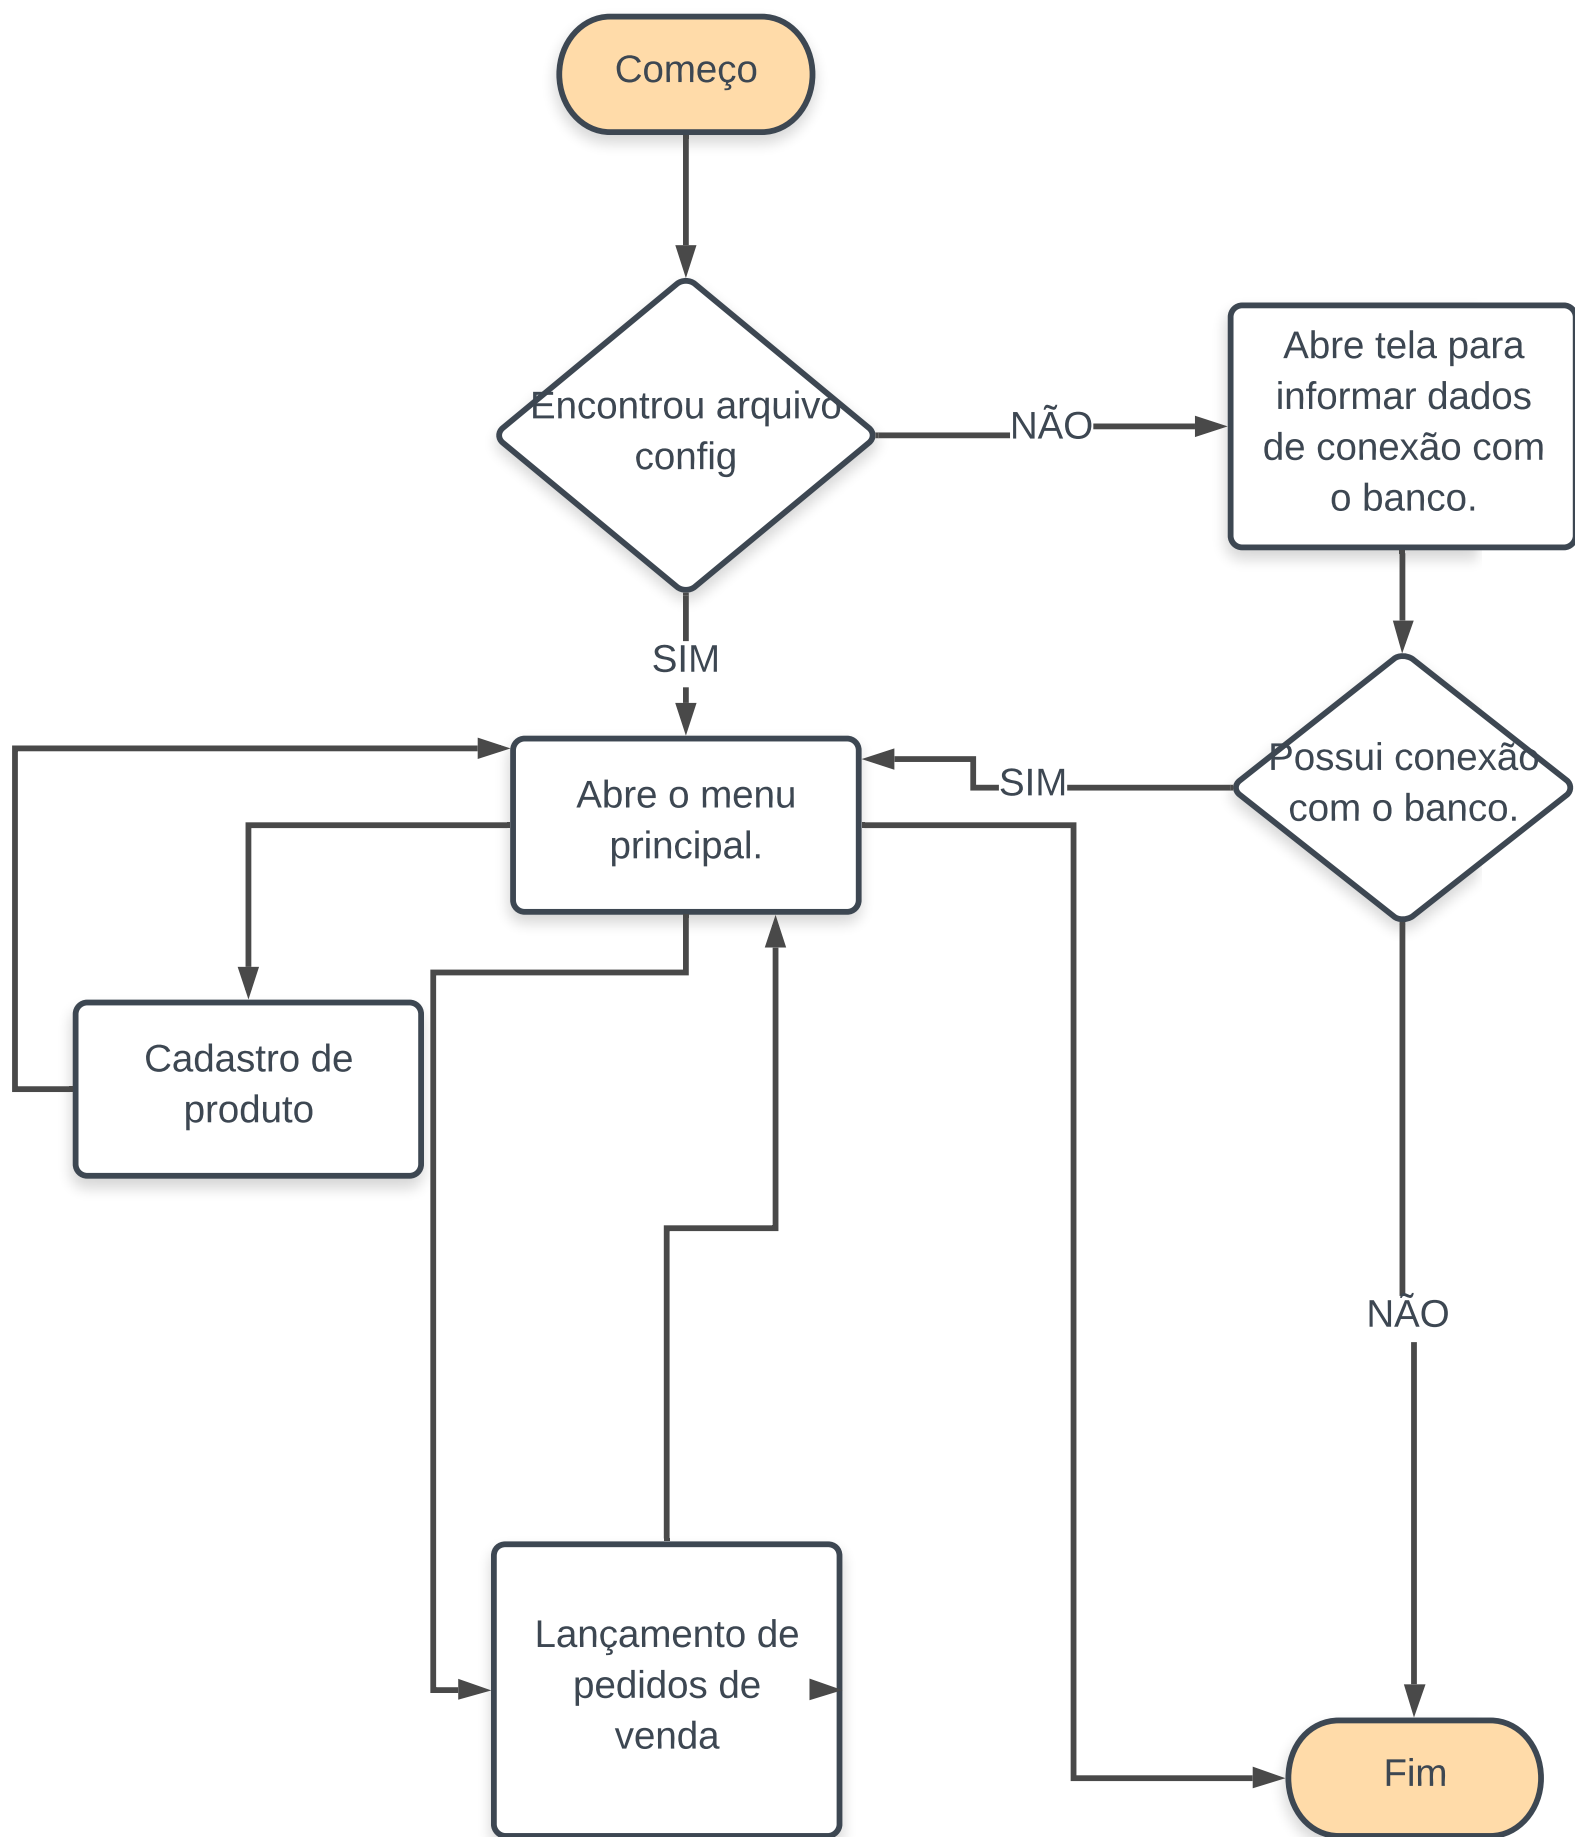 Começo
Encontrou arquivo
config
NÃO
Abre tela para
informar dados
de conexão com
o banco.
SIM
Abre o menu
principal.
SIM
Possui conexão
com o banco.
Cadastro de
produto
NÃO
Lançamento de
pedidos de
venda
Fim